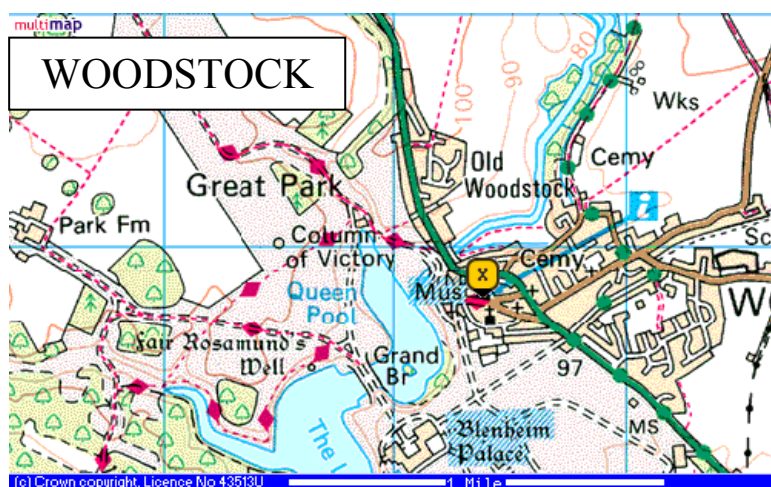 multimap
WOODSTOCK
80
90
100
Wks
Old
Woodstock
Cemy
Great Park
i
Park Fm
Column
of Victory
Cemy
Sc
X
Queen
Pool
Mus
Fair Rosamund's
Well
Grand
Br
97
The
Blenheim
Palace
MS
(c) Crown copyright, Licence No 43513U
1 Mile